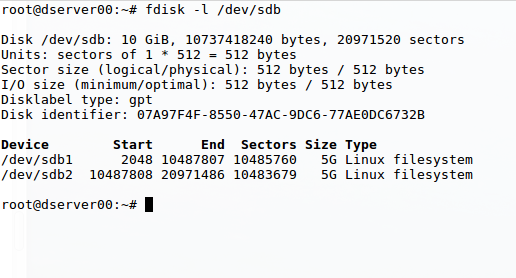 root@dserver00:~# fdisk -l /dev/sdb
Disk /dev/sdb: 10 GiB, 10737418240 bytes, 20971520 sectors
Units: sectors of 1 * 512 = 512 bytes
Sector size (logical/physical): 512 bytes / 512 bytes
I/O size (minimum/optimal): 512 bytes / 512 bytes
Disklabel type: gpt
Disk identifier: 07A97F4F-8550-47AC-9DC6-77AE0DC6732B
Device Start End Sectors Size Type
/dev/sdb1 2048 10487807 10485760 5G Linux filesystem
/dev/sdb2 10487808 20971486 10483679 5G Linux filesystem
root@dserver00:~#